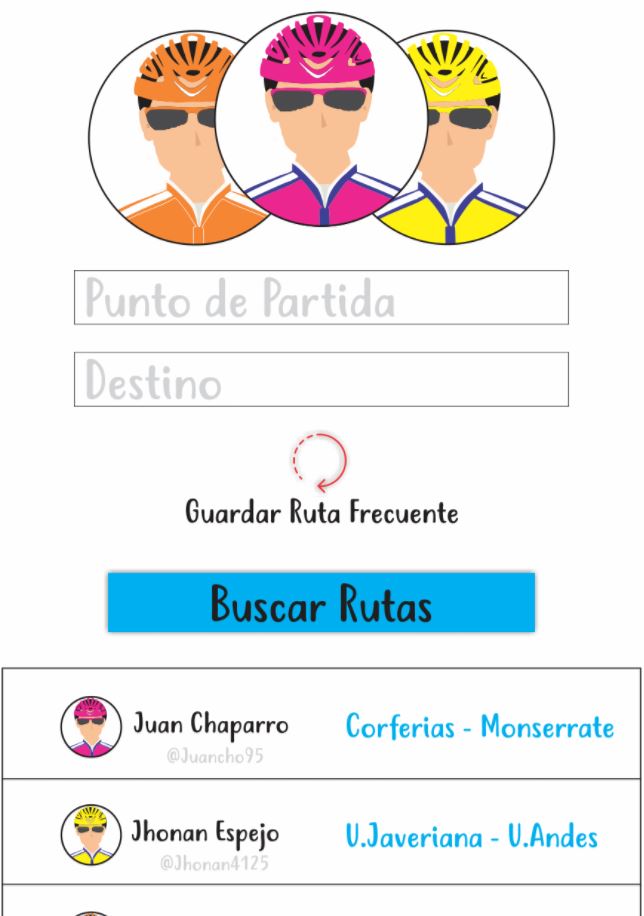 Punto de Partida
Destino
Guardar Ruta Frecuente
Buscar Rutas
Juan Chaparro
@Juancho95
Corferias - Monserrate
Jhonan Espejo
@Jhonan4125
U.Javeriana - U.Andes